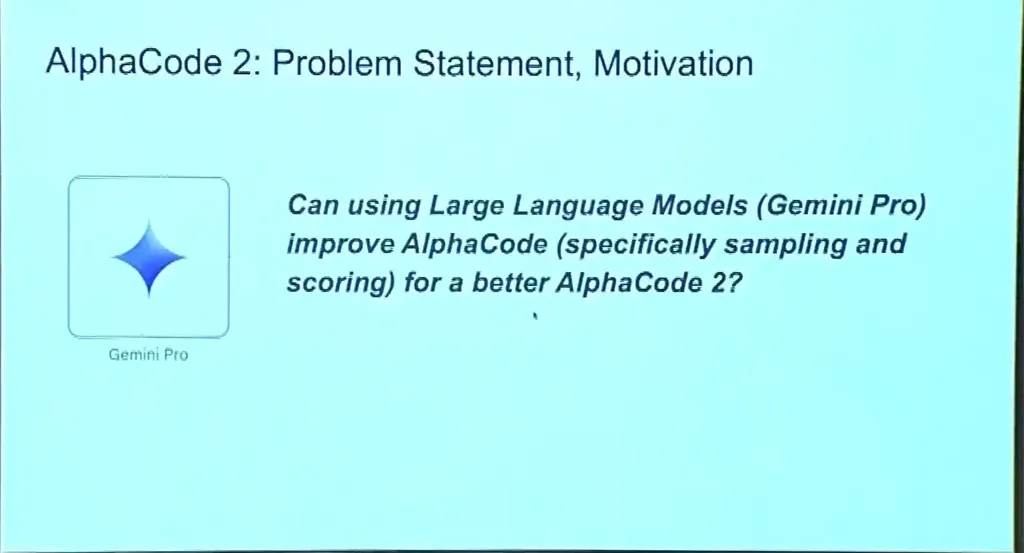 AlphaCode 2: Problem Statement, Motivation
Can using Large Language Models (Gemini Pro)
improve AlphaCode (specifically sampling and
scoring) for a better AlphaCode 2?
Gemini Pro